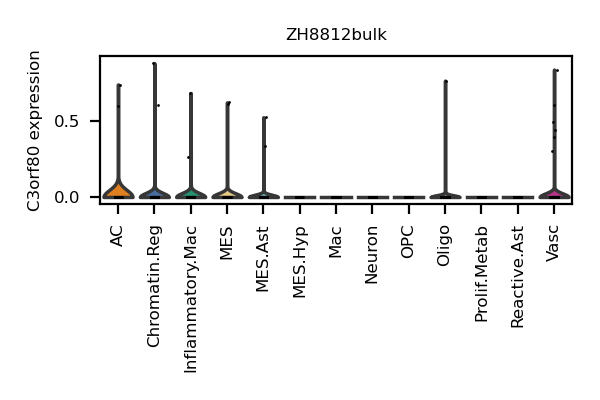 ZH8812bulk
C3orf80 expression
0.5
0.0
AC
Chromatin.Reg
Inflammatory.Mac
MES
MES.Ast
MES.Hyp
Mac
Neuron
OPC
Oligo
Prolif.Metab
Reactive.Ast
Vasc